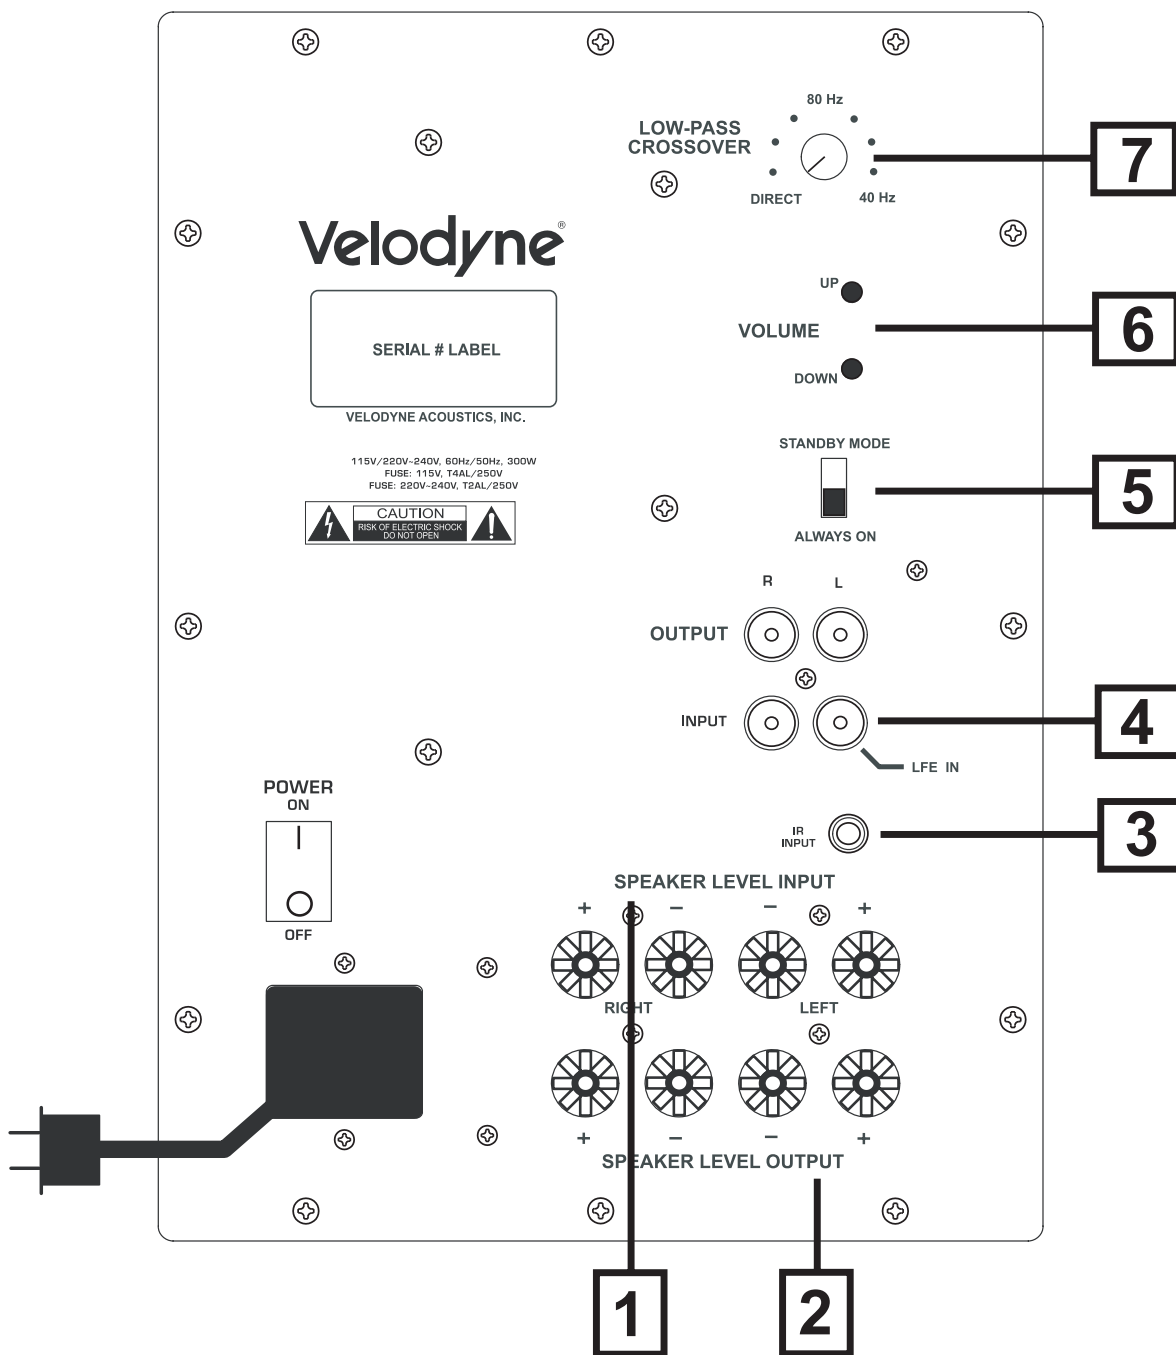 80 Hz
LOW-PASS
CROSSOVER
DIRECT
40 Hz
7
Velodyne®
UP
VOLUME
6
DOWN
SERIAL # LABEL
VELODYNE ACOUSTICS, INC.
STANDBY MODE
115V/220V~240V, 60Hz/50Hz, 300W
FUSE: 115V, T4AL/250V
FUSE: 220V~240V, T2AL/250V
5
CAUTION
RISK OF ELECTRIC SHOCK
DO NOT OPEN
ALWAYS ON
R L
OUTPUT
INPUT
4
LFE IN
POWER
ON
OFF
IR
INPUT
3
SPEAKER LEVEL INPUT
+ − − +
RIGHT LEFT
+ − − +
SPEAKER LEVEL OUTPUT
1 2